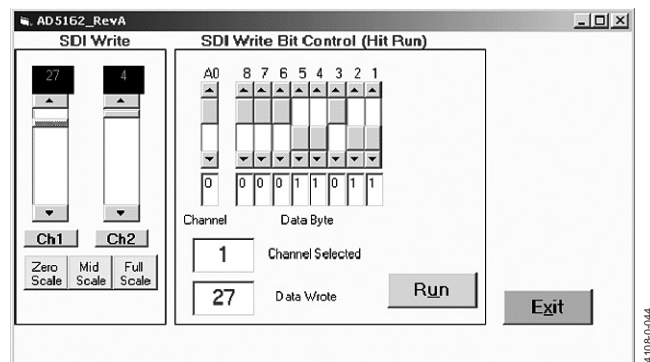 AD5162_RevA
SDI Write
SDI Write Bit Control (Hit Run)
27 4
A0 8 7 6 5 4 3 2 1
0 0 0 0 1 1 0 1 1
Channel Data Byte
Ch1 Ch2
1 Channel Selected
Zero Scale Mid Scale Full Scale
27 Data Wrote
Run
Exit
4108-0-044